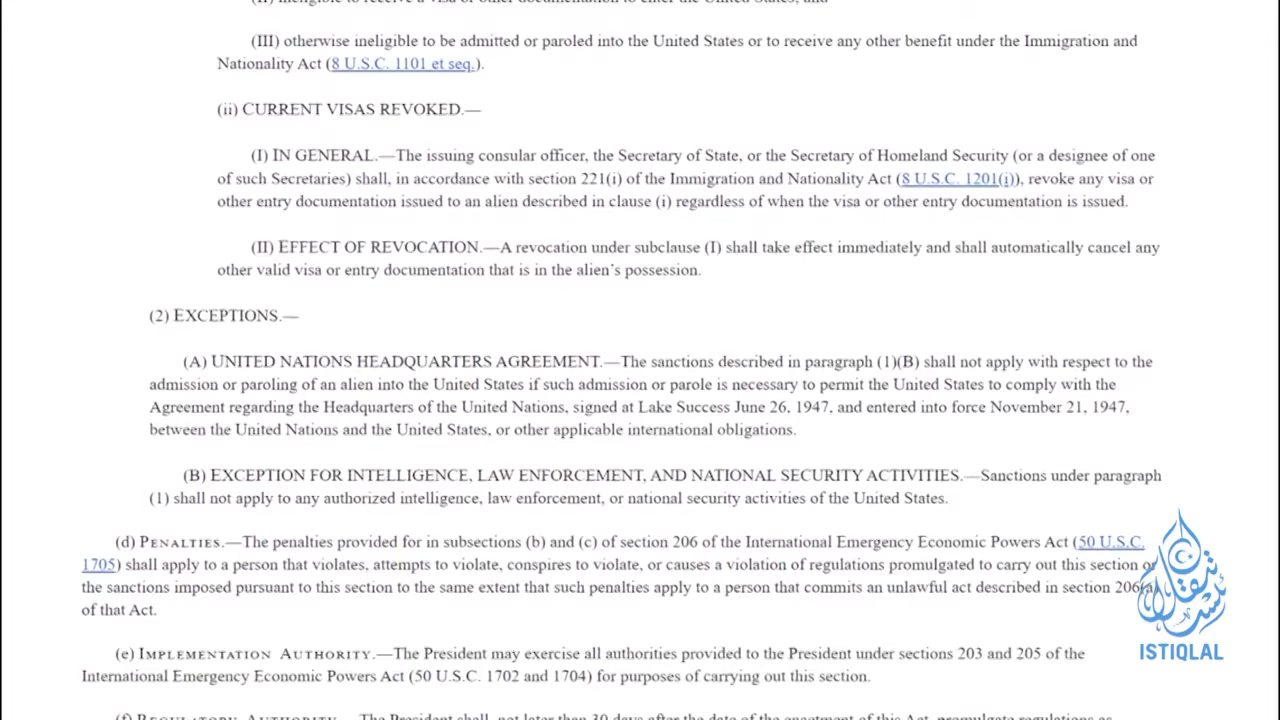 (III) otherwise ineligible to be admitted or paroled into the United States or to receive any other benefit under the Immigration and
Nationality Act (8 U.S.C. 1101 et seq.).
(ii) CURRENT VISAS REVOKED.—
(I) IN GENERAL.—The issuing consular officer, the Secretary of State, or the Secretary of Homeland Security (or a designee of one
of such Secretaries) shall, in accordance with section 221(i) of the Immigration and Nationality Act (8 U.S.C. 1201(i)), revoke any visa or
other entry documentation issued to an alien described in clause (i) regardless of when the visa or other entry documentation is issued.
(II) EFFECT OF REVOCATION.—A revocation under subclause (I) shall take effect immediately and shall automatically cancel any
other valid visa or entry documentation that is in the alien’s possession.
(2) EXCEPTIONS.—
(A) UNITED NATIONS HEADQUARTERS AGREEMENT.—The sanctions described in paragraph (1)(B) shall not apply with respect to the
admission or paroling of an alien into the United States if such admission or parole is necessary to permit the United States to comply with the
Agreement regarding the Headquarters of the United Nations, signed at Lake Success June 26, 1947, and entered into force November 21, 1947,
between the United Nations and the United States, or other applicable international obligations.
(B) EXCEPTION FOR INTELLIGENCE, LAW ENFORCEMENT, AND NATIONAL SECURITY ACTIVITIES.—Sanctions under paragraph
(1) shall not apply to any authorized intelligence, law enforcement, or national security activities of the United States.
(d) PENALTIES.—The penalties provided for in subsections (b) and (c) of section 206 of the International Emergency Economic Powers Act (50 U.S.C.
1705) shall apply to a person that violates, attempts to violate, conspires to violate, or causes a violation of regulations promulgated to carry out this section or
the sanctions imposed pursuant to this section to the same extent that such penalties apply to a person that commits an unlawful act described in section 206(a)
of that Act.
(e) IMPLEMENTATION AUTHORITY.—The President may exercise all authorities provided to the President under sections 203 and 205 of the
International Emergency Economic Powers Act (50 U.S.C. 1702 and 1704) for purposes of carrying out this section.
ISTIQLAL